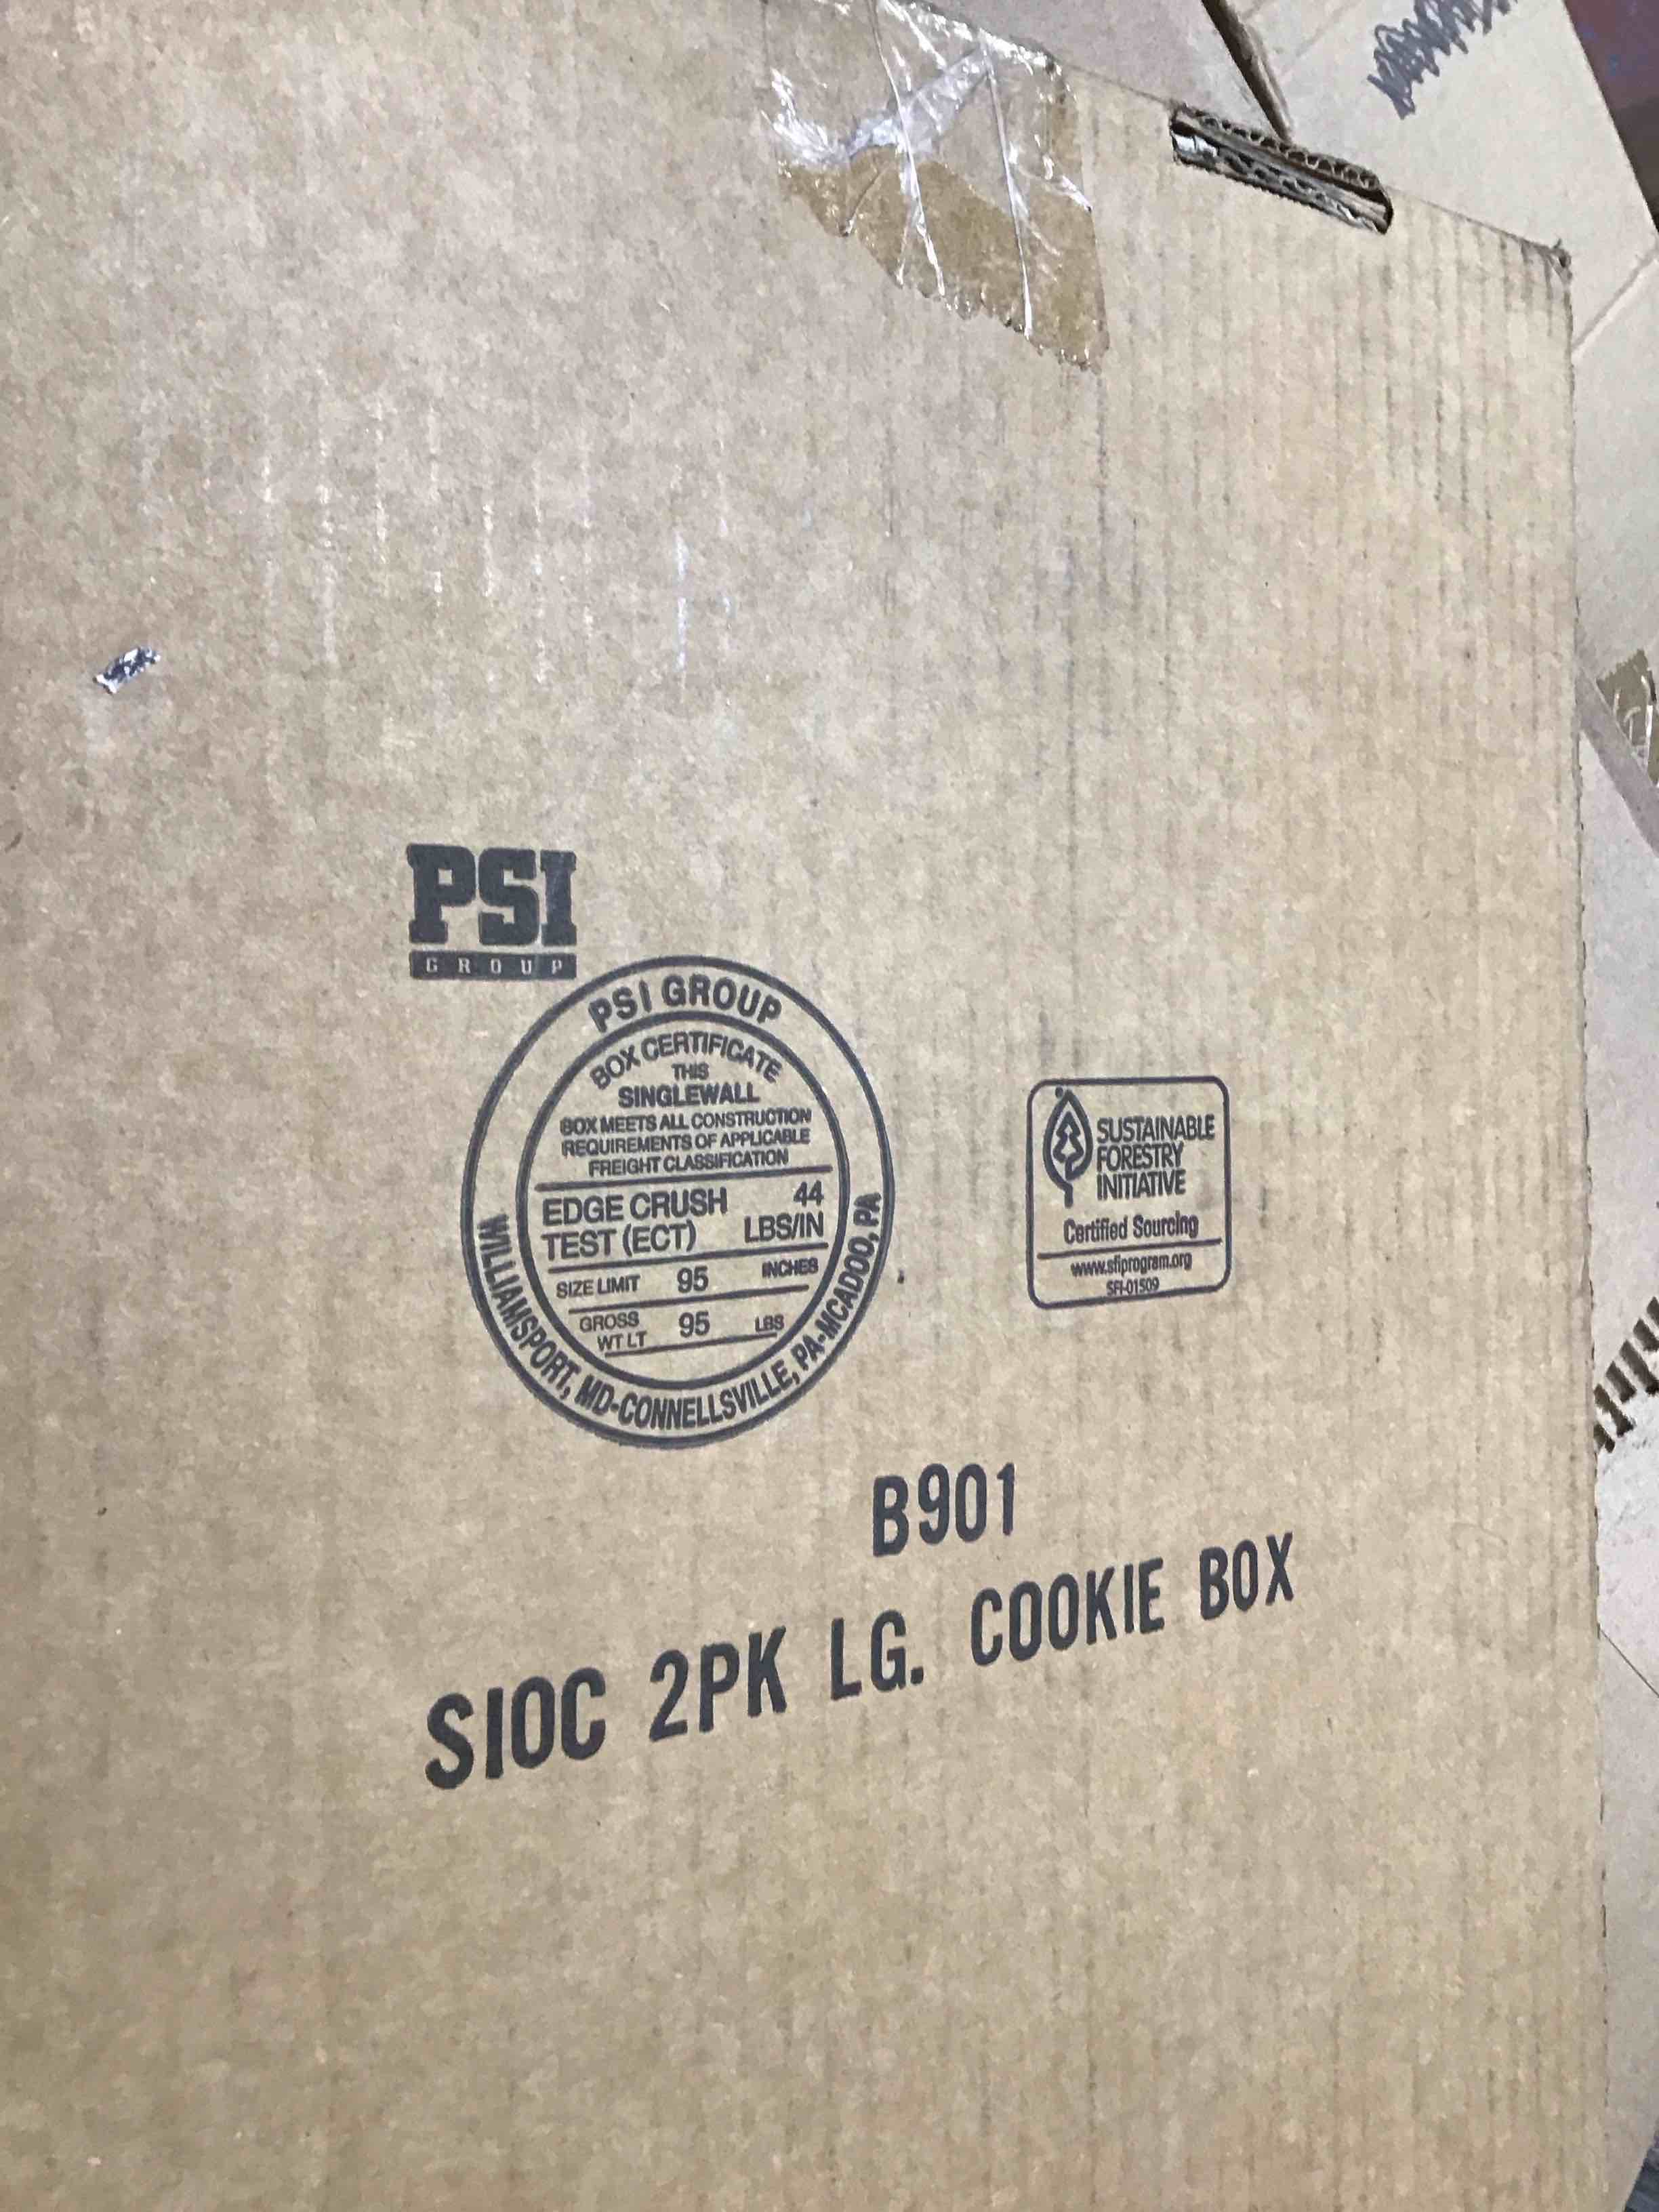 PSI
GROUP
PSI GROUP
BOX CERTIFICATE
THIS
SINGLEWALL
BOX MEETS ALL CONSTRUCTION
REQUIREMENTS OF APPLICABLE
FREIGHT CLASSIFICATION
EDGE CRUSH 44
TEST (ECT) LBS/IN
SIZE LIMIT 95 INCHES
GROSS 95 LBS
WT LT
WILLIAMSPORT, MD-CONNELLSVILLE, PA-MCADOO, PA
SUSTAINABLE
FORESTRY
INITIATIVE
Certified Sourcing
www.sfiprogram.org
SFI-01509
B901
SIOC 2PK LG. COOKIE BOX